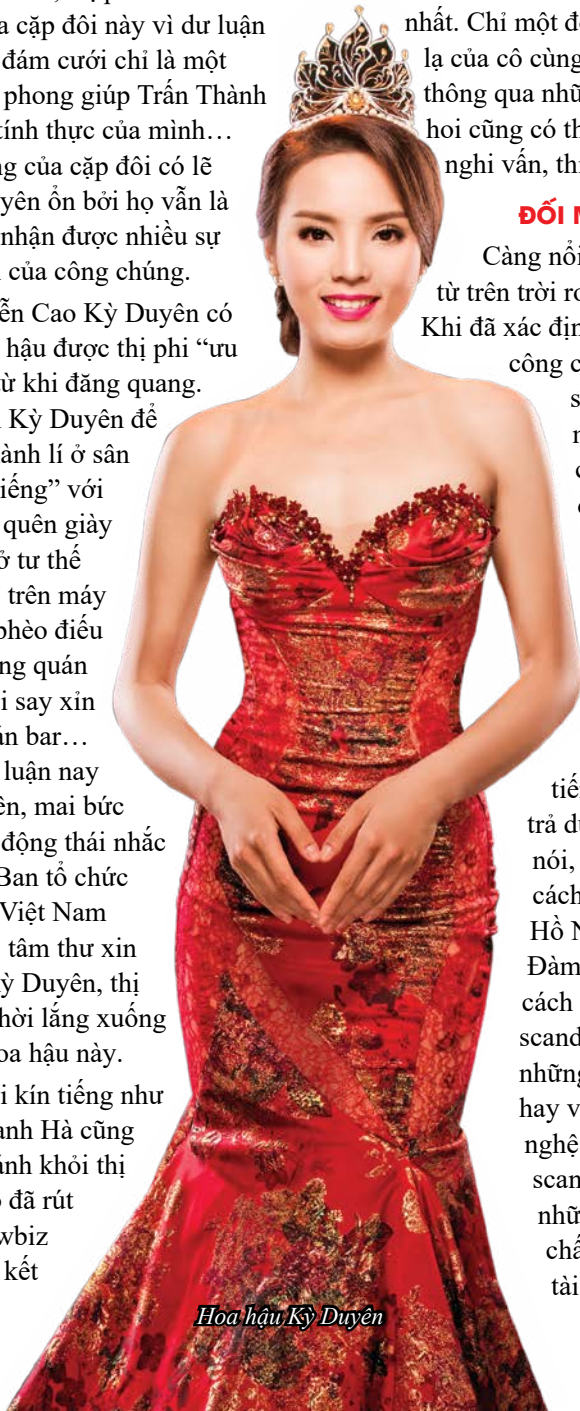 a cặp đôi này vì dư luận
đám cưới chỉ là một
phong giúp Trấn Thành
tính thực của mình…
ng của cặp đôi có lẽ
yên ổn bởi họ vẫn là
nhận được nhiều sự
của công chúng.
ễn Cao Kỳ Duyên có
hậu được thị phi “ưu
từ khi đăng quang.
Kỳ Duyên để
ành lí ở sân
iếng” với
quên giày
ở tư thế
trên máy
phèo điếu
ng quán
i say xỉn
án bar…
luận nay
ên, mai bức
động thái nhắc
Ban tổ chức
Việt Nam
tâm thư xin
ỳ Duyên, thị
hời lắng xuống
oa hậu này.
i kín tiếng như
anh Hà cũng
ánh khỏi thị
đã rút
wbiz
kết
Hoa hậu Kỳ Duyên
nhất. Chỉ một đ
lạ của cô cùng
thông qua nhữ
hoi cũng có th
nghi vấn, th
ĐỐI M
Càng nổi
từ trên trời r
Khi đã xác địn
công c
s
n
c
tiế
trả d
nói,
cách
Hồ N
Đàm
cách
scand
những
hay v
nghệ
scan
nhữ
chấ
tài